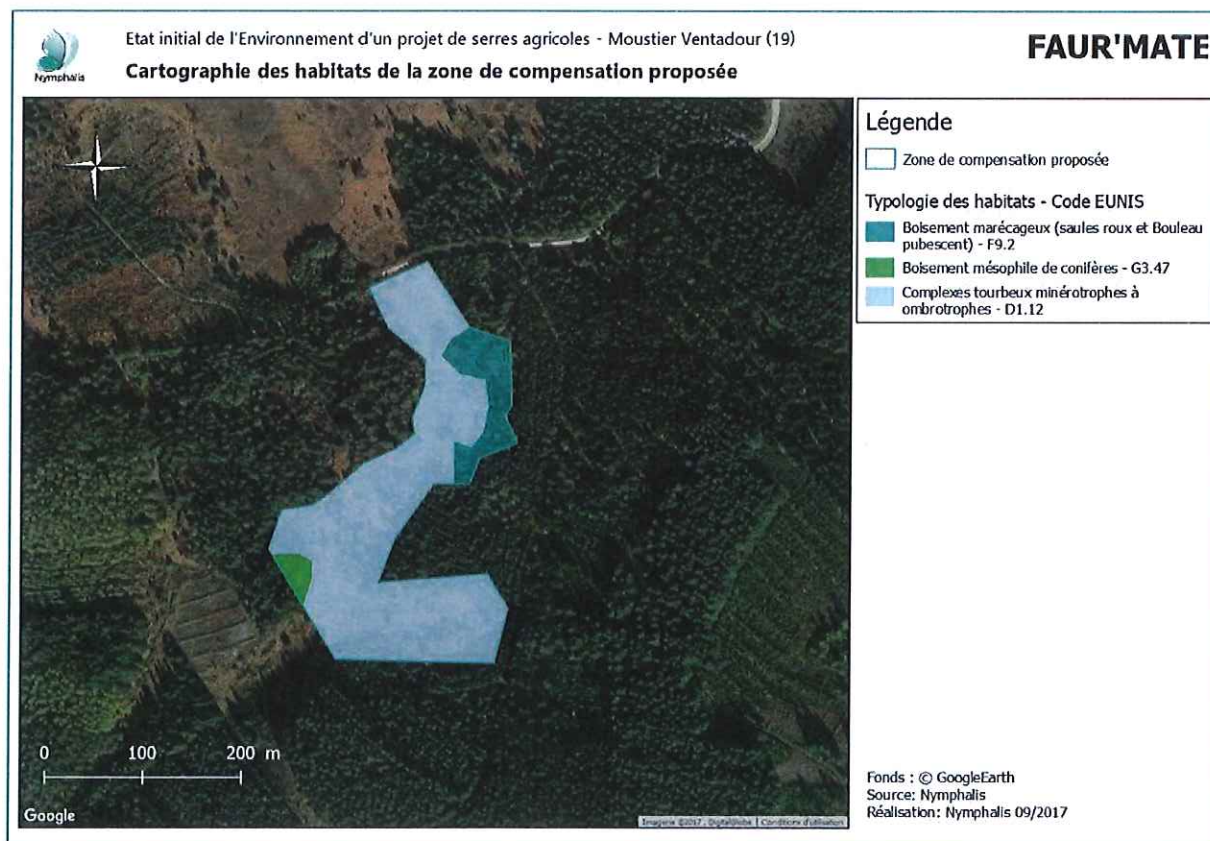 Nymphalis
Etat initial de l'Environnement d'un projet de serres agricoles - Moustier Ventadour (19)
Cartographie des habitats de la zone de compensation proposée
FAUR'MATE
Légende
Zone de compensation proposée
Typologie des habitats - Code EUNIS
Boisement marécageux (saules roux et Bouleau
pubescent) - F9.2
Boisement mésophile de conifères - G3.47
Complexes tourbeux minérotrophes à
ombrotrophes - D1.12
0 100 200 m
Google
Imagerie ©2017, DigitalGlobe | Conditions d'utilisation
Fonds : © GoogleEarth
Source: Nymphalis
Réalisation: Nymphalis 09/2017